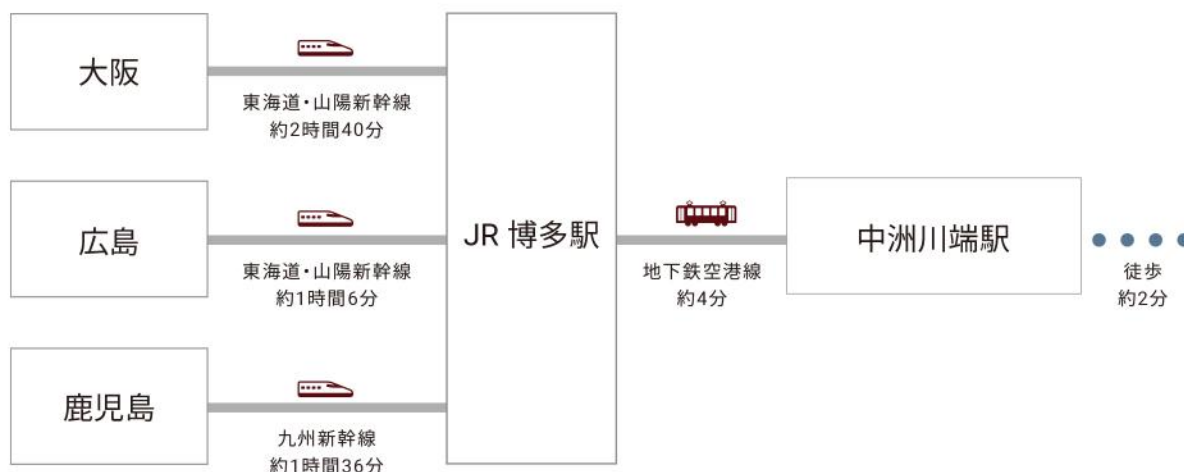 大阪
東海道・山陽新幹線
約2時間40分
広島
東海道・山陽新幹線
約1時間6分
鹿児島
九州新幹線
約1時間36分
JR 博多駅
地下鉄空港線
約4分
中洲川端駅
徒歩
約2分